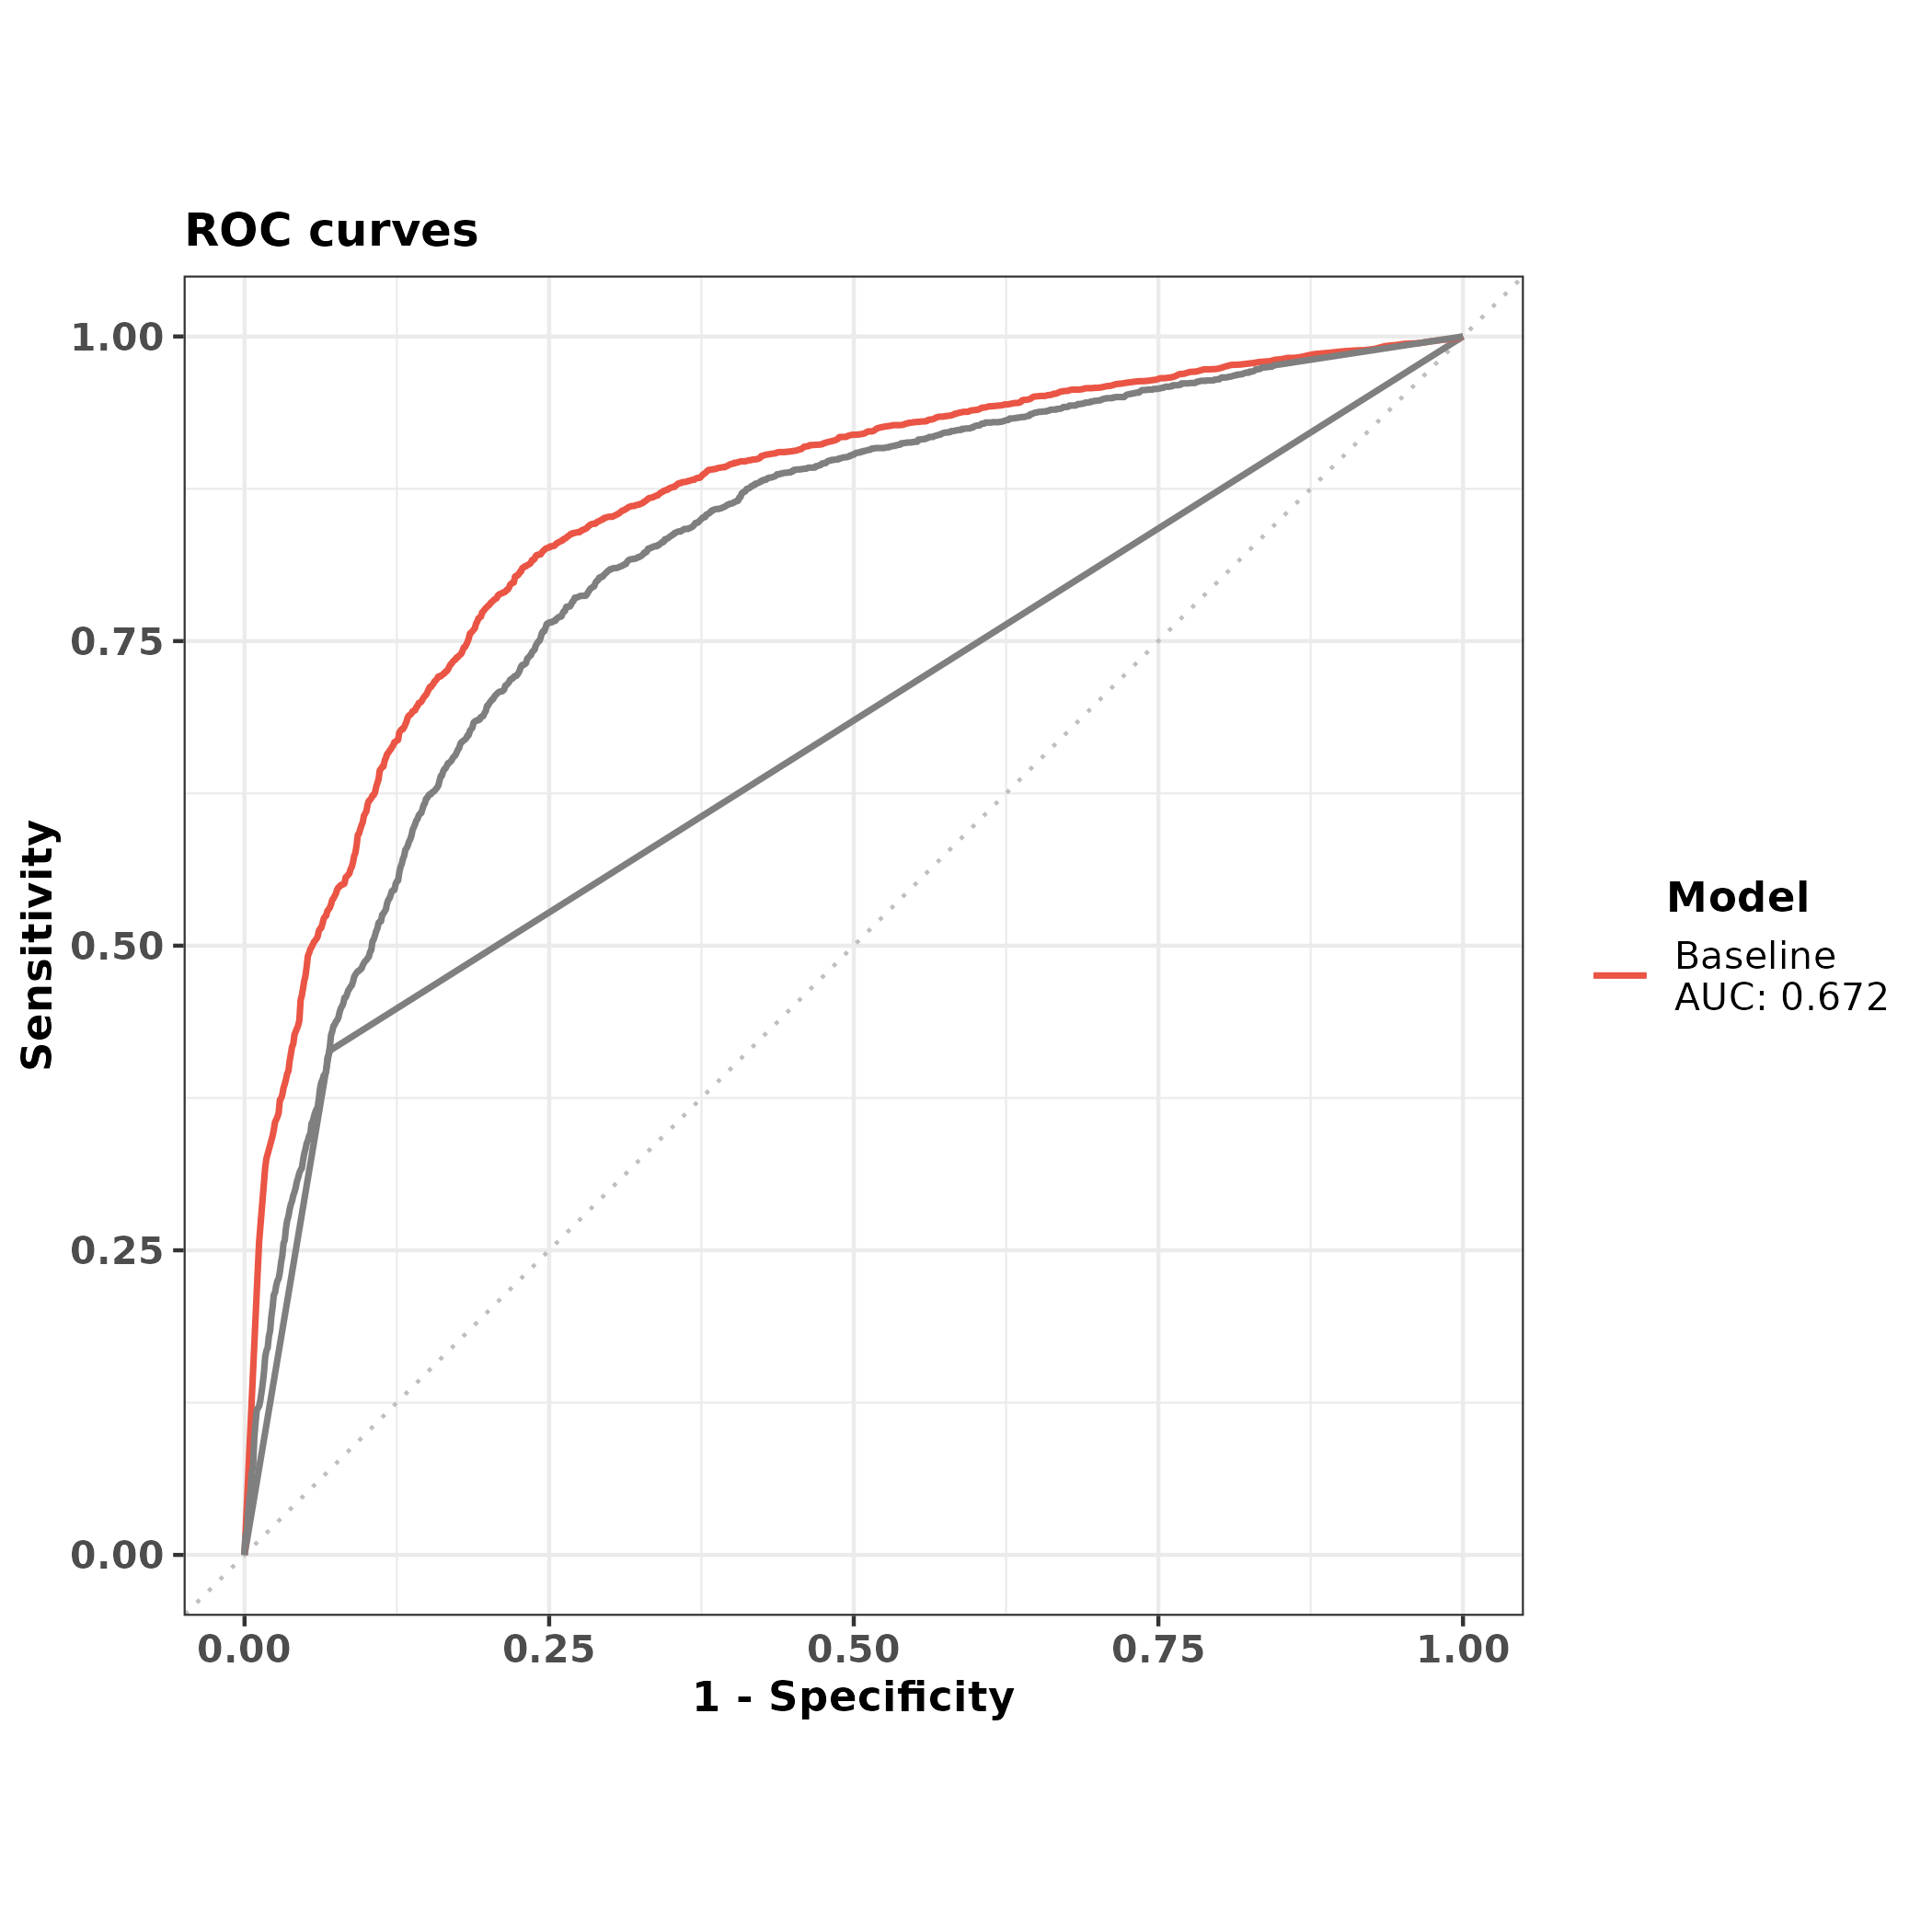 ROC curves
1.00
0.75
0.50
0.25
0.00
Sensitivity
0.00 0.25 0.50 0.75 1.00
1 - Specificity
Model
Baseline
AUC: 0.672